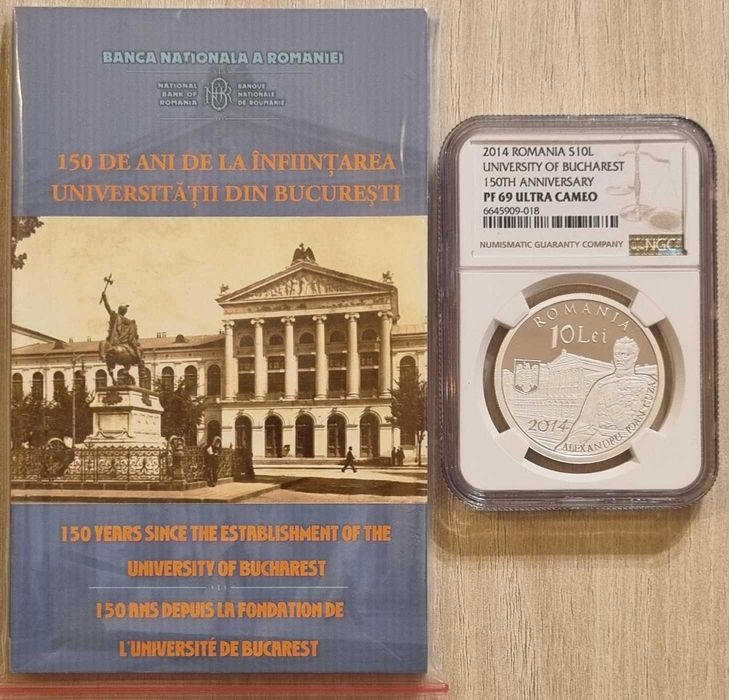 BANCA NATIONALA A ROMANIEI
NATIONAL
BANK OF
ROMANIA
BANQUE
NATIONALE
DE ROUMANIE
150 DE ANI DE LA ÎNFIINȚAREA
UNIVERSITĂȚII DIN BUCUREȘTI
150 YEARS SINCE THE ESTABLISHMENT OF THE
UNIVERSITY OF BUCHAREST
150 ANS DEPUIS LA FONDATION DE
L'UNIVERSITÉ DE BUCAREST
2014 ROMANIA S10L
UNIVERSITY OF BUCHAREST
150TH ANNIVERSARY
PF 69 ULTRA CAMEO
6645909-018
NUMISMATIC GUARANTY COMPANY
NGC
ROMANIA
10 Lei
2014
ALEXANDRU IOAN CUZA